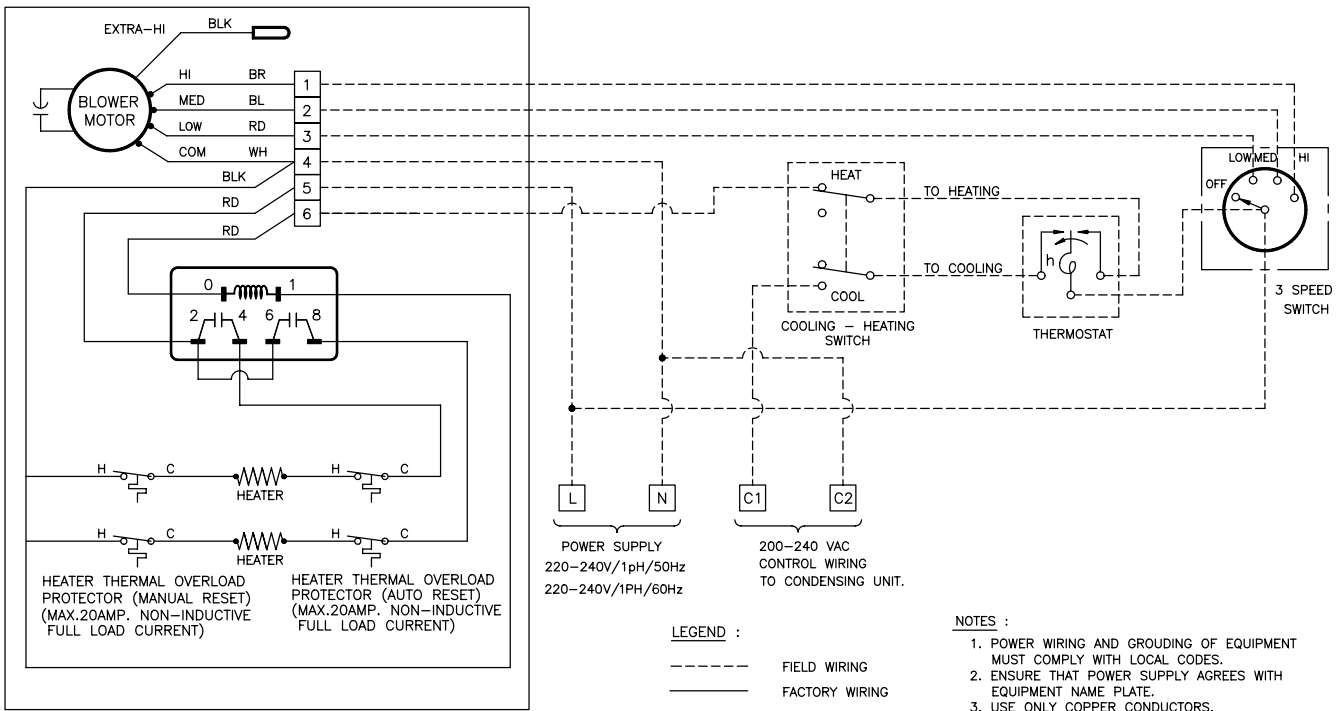 EXTRA-HI
BLK
BLOWER
MOTOR
HI BR 1
MED BL 2
LOW RD 3
COM WH 4
BLK
RD 5
RD 6
0 1
2 4 6 8
H C HEATER H C
H C HEATER H C
HEATER THERMAL OVERLOAD
PROTECTOR (MANUAL RESET)
(MAX.20AMP. NON-INDUCTIVE
FULL LOAD CURRENT)
HEATER THERMAL OVERLOAD
PROTECTOR (AUTO RESET)
(MAX.20AMP. NON-INDUCTIVE
FULL LOAD CURRENT)
HEAT
TO HEATING
TO COOLING
COOL
COOLING - HEATING
SWITCH
h
THERMOSTAT
LOW MED HI
OFF
3 SPEED
SWITCH
L N C1 C2
POWER SUPPLY
220-240V/1pH/50Hz
220-240V/1PH/60Hz
200-240 VAC
CONTROL WIRING
TO CONDENSING UNIT.
LEGEND :
FIELD WIRING
FACTORY WIRING
NOTES :
1. POWER WIRING AND GROUDING OF EQUIPMENT
MUST COMPLY WITH LOCAL CODES.
2. ENSURE THAT POWER SUPPLY AGREES WITH
EQUIPMENT NAME PLATE.
3. USE ONLY COPPER CONDUCTORS.